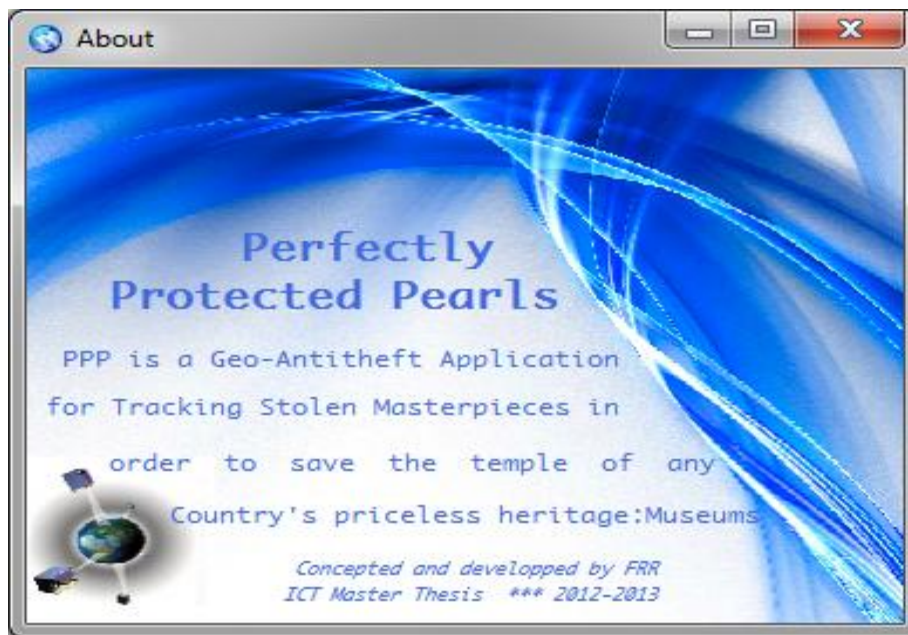 About
Perfectly
Protected Pearls
PPP is a Geo-Antitheft Application
for Tracking Stolen Masterpieces in
order to save the temple of any
Country's priceless heritage:Museums
Concepted and developped by FRR
ICT Master Thesis *** 2012-2013